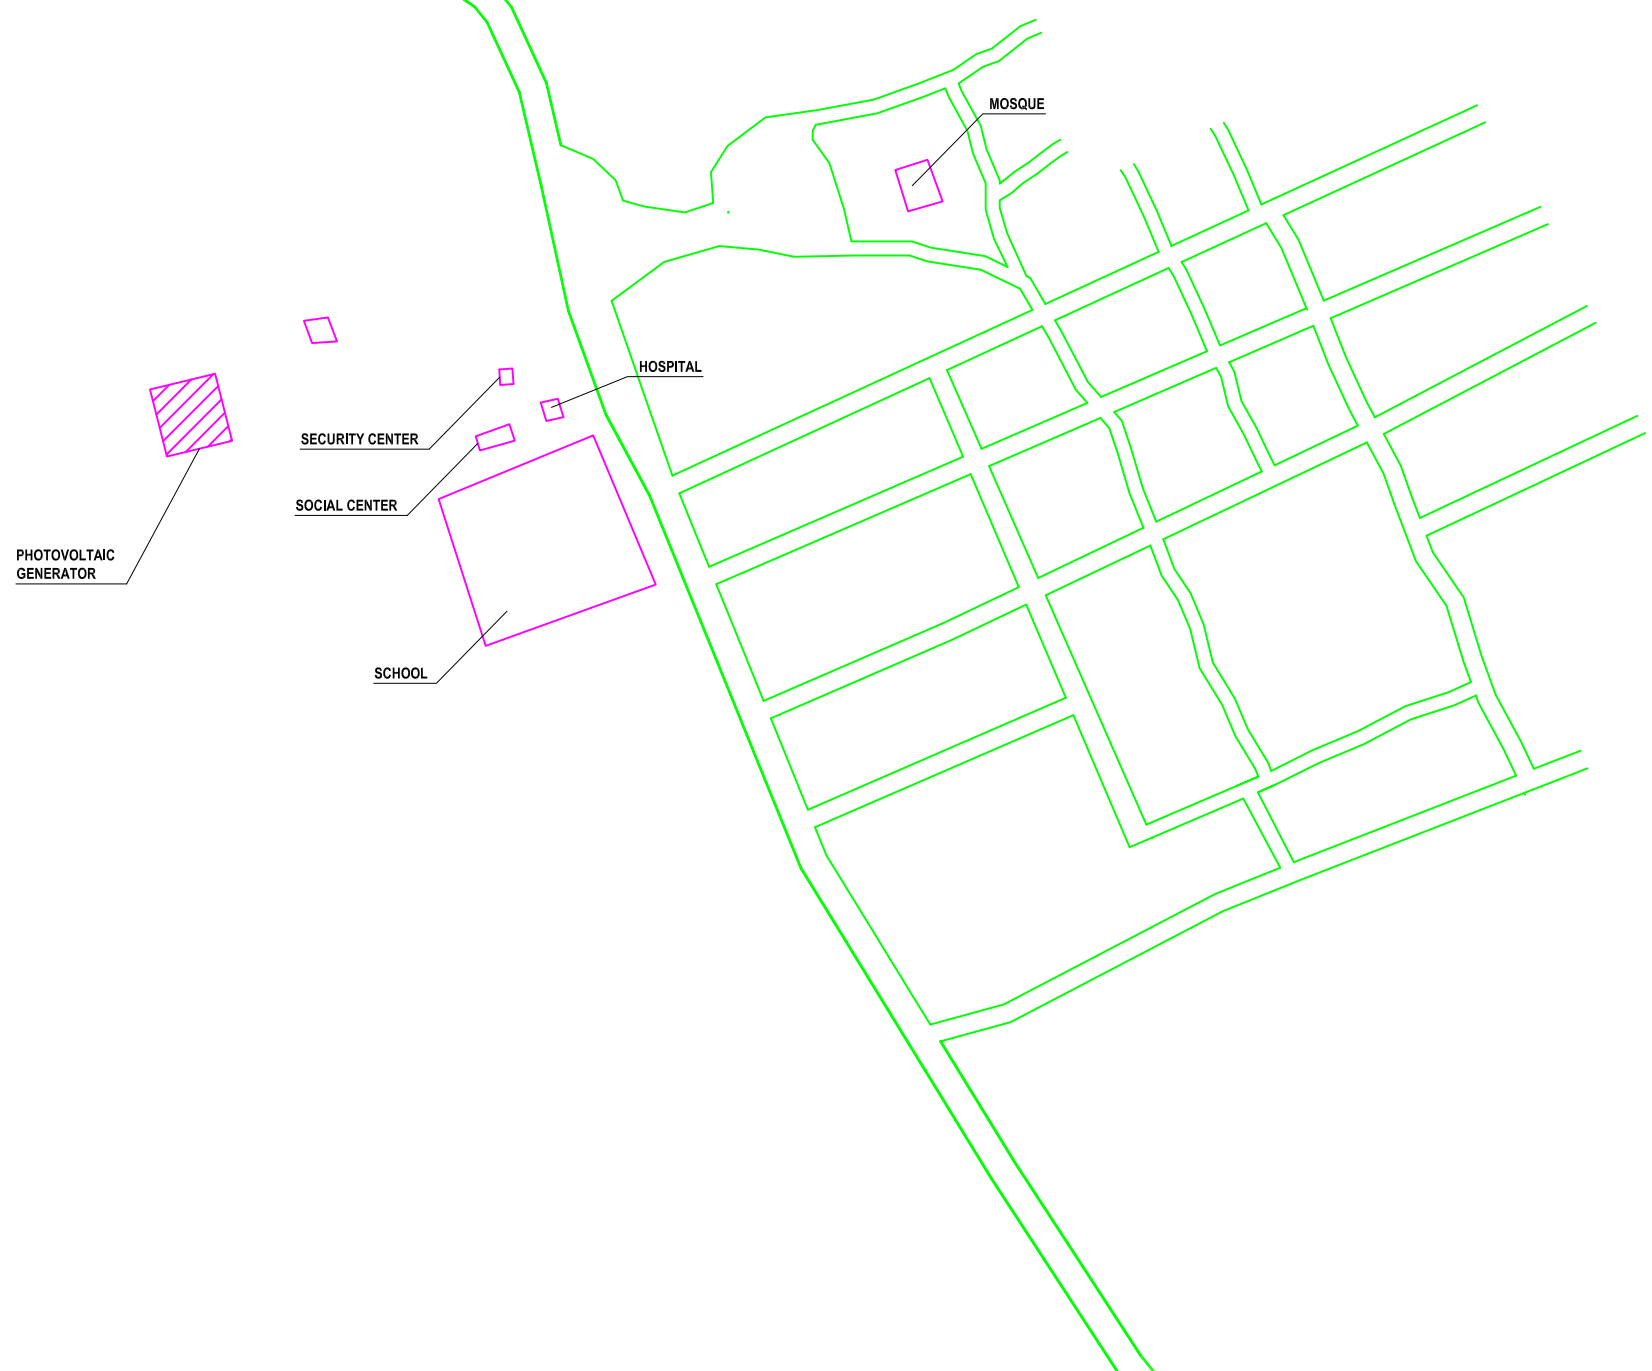 MOSQUE
HOSPITAL
SECURITY CENTER
SOCIAL CENTER
PHOTOVOLTAIC
GENERATOR
SCHOOL